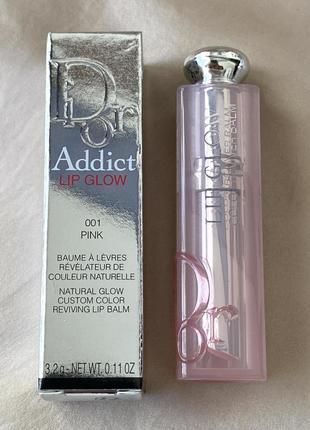 Dior
Addict
LIP GLOW
001
PINK
BAUME À LÈVRES
RÉVÉLATEUR DE
COULEUR NATURELLE
NATURAL GLOW
CUSTOM COLOR
REVIVING LIP BALM
3.2g - NET WT. 0.11 OZ
LIP GLOW
Dior